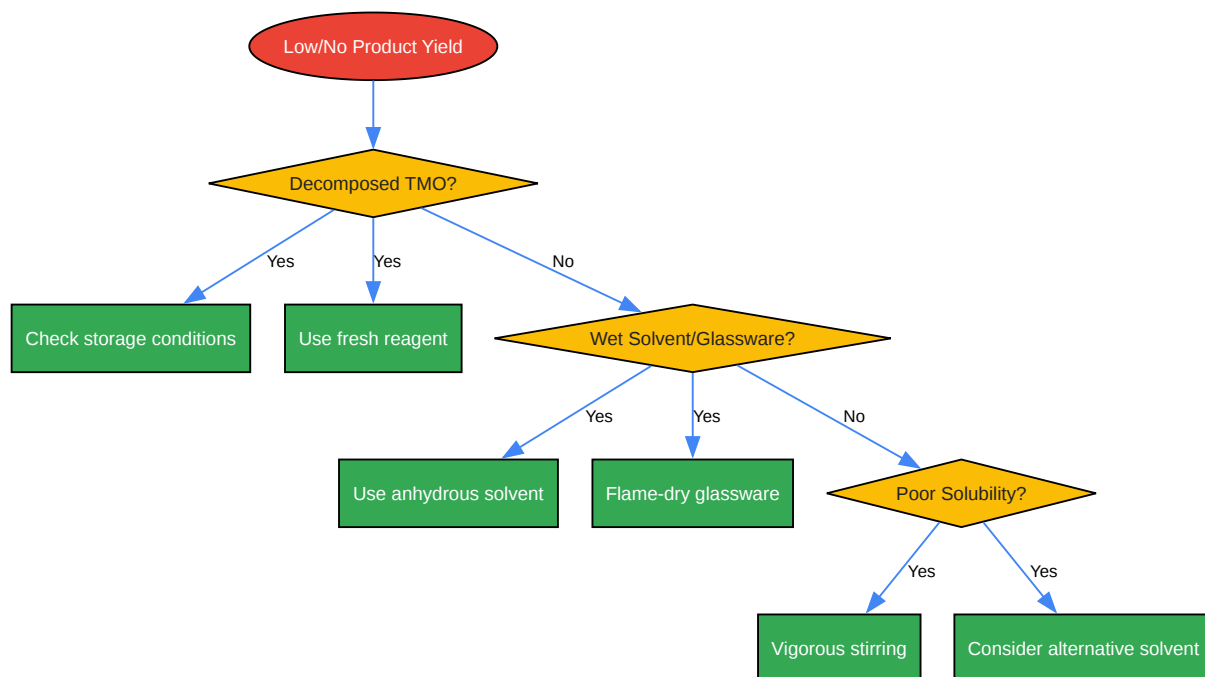 Low/No Product Yield
Decomposed TMO?
Yes
Yes
No
Check storage conditions
Use fresh reagent
Wet Solvent/Glassware?
Yes
Yes
No
Use anhydrous solvent
Flame-dry glassware
Poor Solubility?
Yes
Yes
Vigorous stirring
Consider alternative solvent